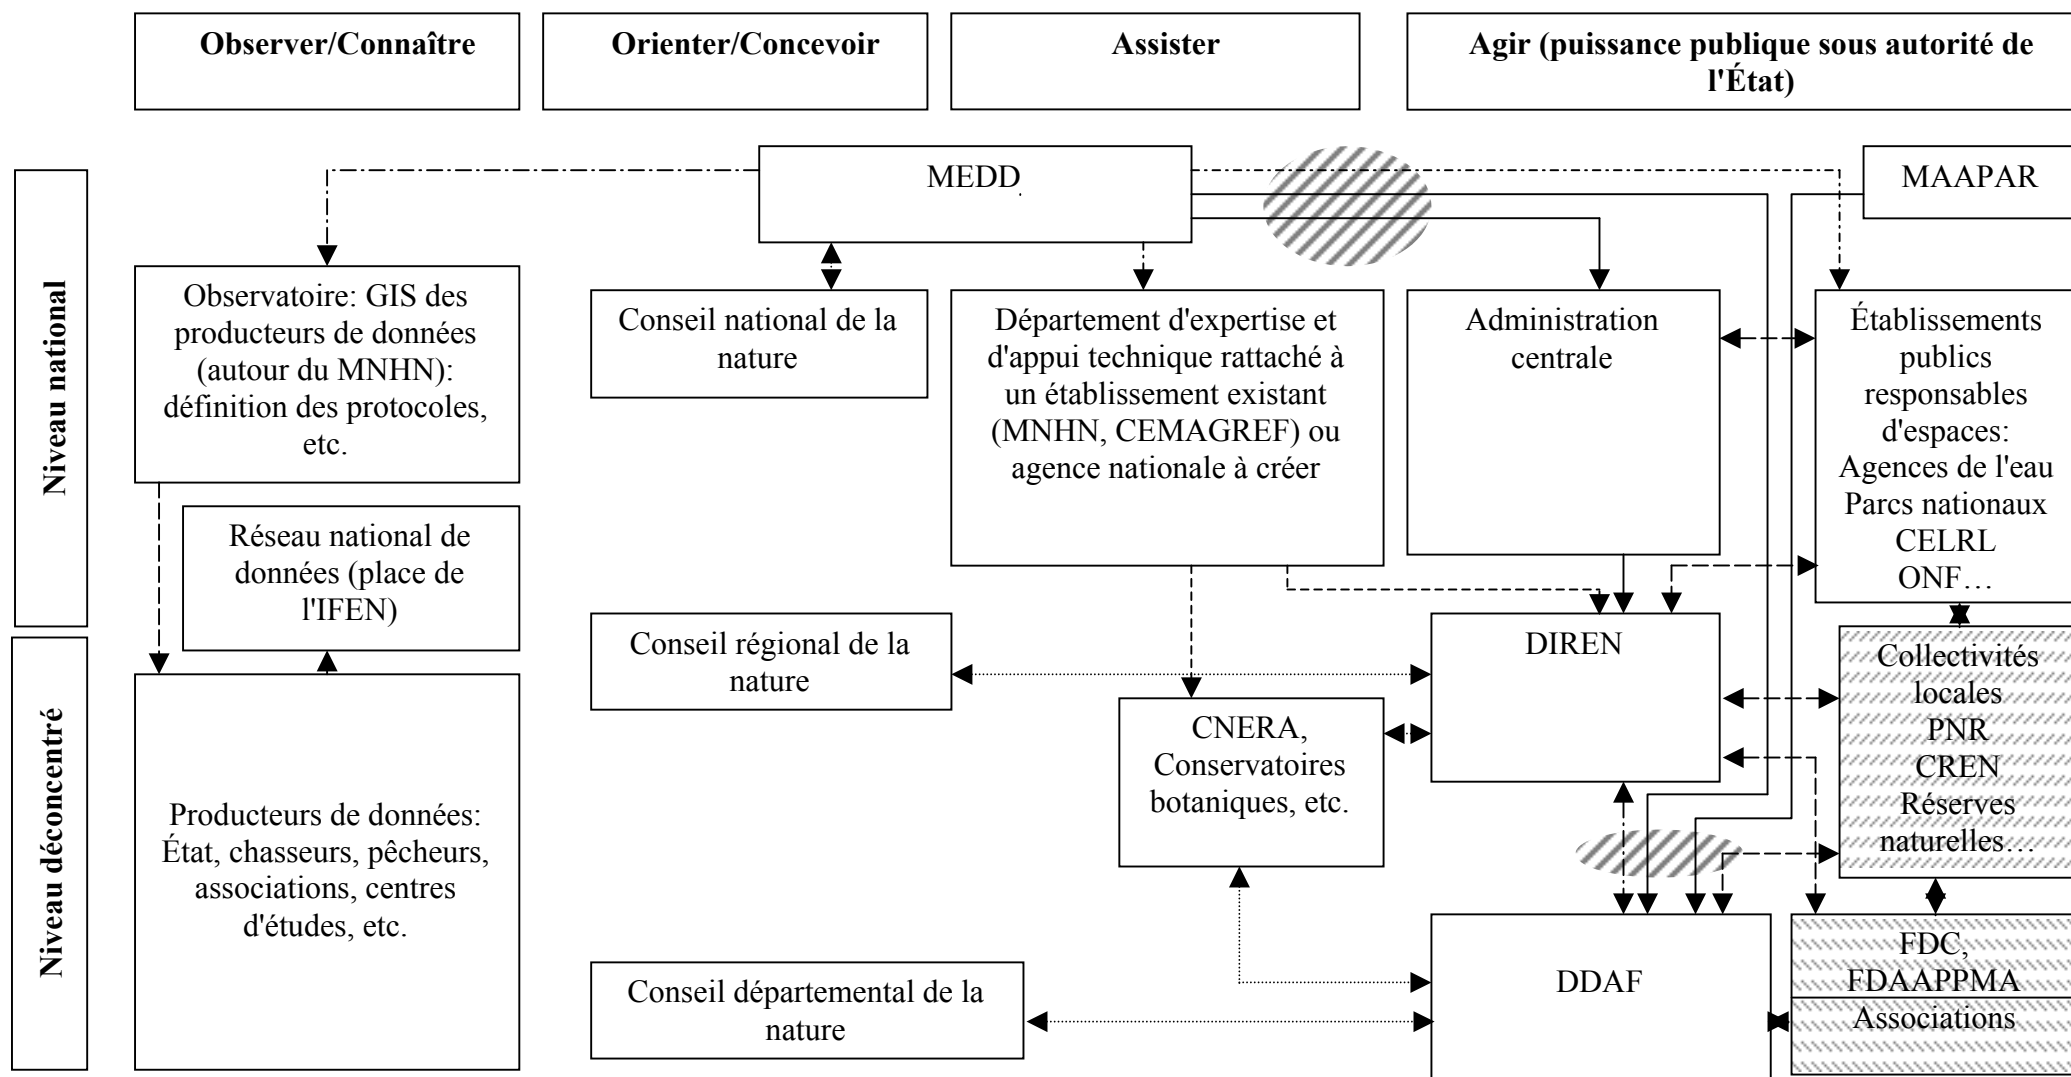 Observer/Connaître
Orienter/Concevoir
Assister
Agir (puissance publique sous autorité de
l'État)
Niveau national
MEDD
MAAPAR
Observatoire: GIS des
producteurs de données
(autour du MNHN):
définition des protocoles,
etc.
Conseil national de la
nature
Département d'expertise et
d'appui technique rattaché à
un établissement existant
(MNHN, CEMAGREF) ou
agence nationale à créer
Administration
centrale
Établissements
publics
responsables
d'espaces:
Agences de l'eau
Parcs nationaux
CELRL
ONF…
Réseau national de
données (place de
l'IFEN)
Niveau déconcentré
Conseil régional de la
nature
DIREN
Collectivités
locales
PNR
CREN
Réserves
naturelles…
CNERA,
Conservatoires
botaniques, etc.
Producteurs de données:
État, chasseurs, pêcheurs,
associations, centres
d'études, etc.
Conseil départemental de la
nature
DDAF
FDC,
FDAAPPMA
Associations